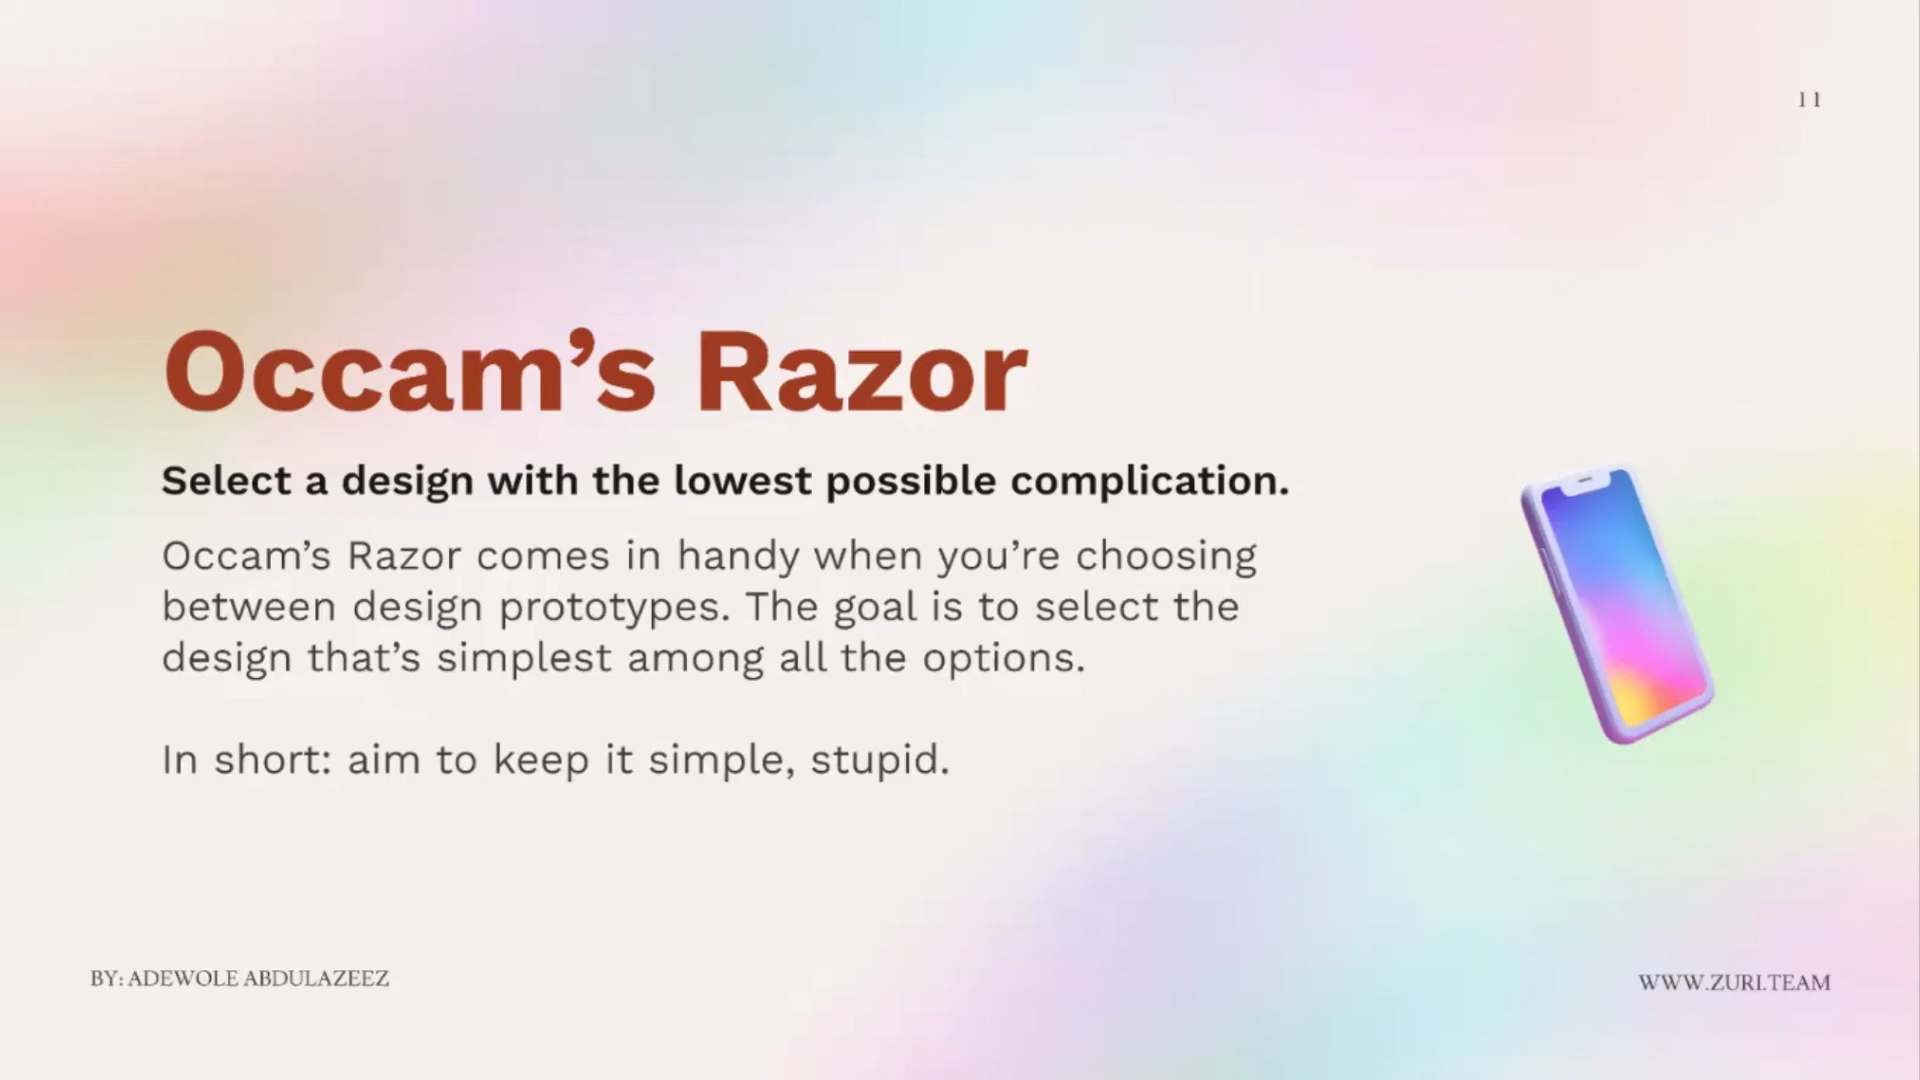 11
Occam’s Razor
Select a design with the lowest possible complication.
Occam’s Razor comes in handy when you’re choosing
between design prototypes. The goal is to select the
design that’s simplest among all the options.
In short: aim to keep it simple, stupid.
BY: ADEWOLE ABDULAZEEZ
WWW.ZURI.TEAM